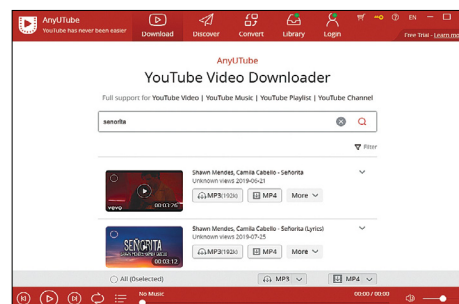 AnyUTube
YouTube has never been easier
Download
Discover
Convert
Library
Login
EN
Free Trial - Learn mo
AnyUTube
YouTube Video Downloader
Full support for YouTube Video | YouTube Music | YouTube Playlist | YouTube Channel
senorita
Filter
Shawn Mendes, Camila Cabello - Señorita
Unknown views 2019-06-21
MP3(192k) MP4 More
vevo
00:03:26
Shawn Mendes, Camila Cabello - Señorita (Lyrics)
Unknown views 2019-07-25
MP3(192k) MP4 More
SEÑORITA
00:03:12
All (0selected)
MP3
MP4
No Music
00:00 / 00:00